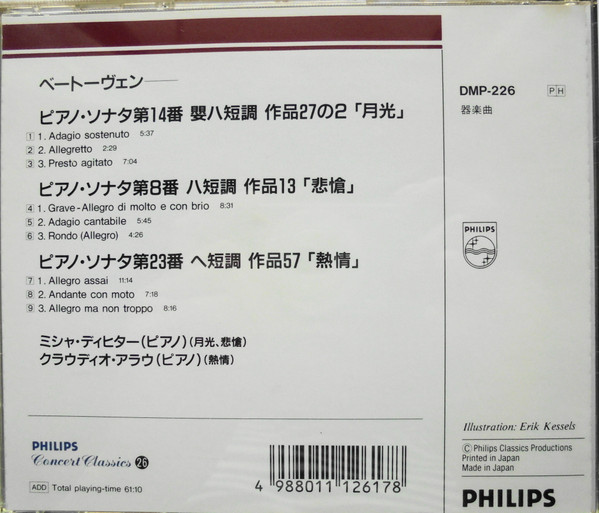 ベートーヴェン
ピアノ・ソナタ第14番 嬰ハ短調 作品27の2「月光」
1 1. Adagio sostenuto 5:37
2 2. Allegretto 2:29
3 3. Presto agitato 7:04
ピアノ・ソナタ第8番 ハ短調 作品13「悲愴」
4 1. Grave-Allegro di molto e con brio 8:31
5 2. Adagio cantabile 5:45
6 3. Rondo (Allegro) 4:26
ピアノ・ソナタ第23番 ヘ短調 作品57「熱情」
7 1. Allegro assai 11:14
8 2. Andante con moto 7:18
9 3. Allegro ma non troppo 8:16
ミシャ・ディヒター(ピアノ)(月光、悲愴)
クラウディオ・アラウ(ピアノ)(熱情)
PHILIPS
Concert Classics 26
ADD Total playing-time 61:10
4 988011 126178
DMP-226 PH
器楽曲
PHILIPS
Illustration: Erik Kessels
© Philips Classics Productions
Printed in Japan
Made in Japan
PHILIPS